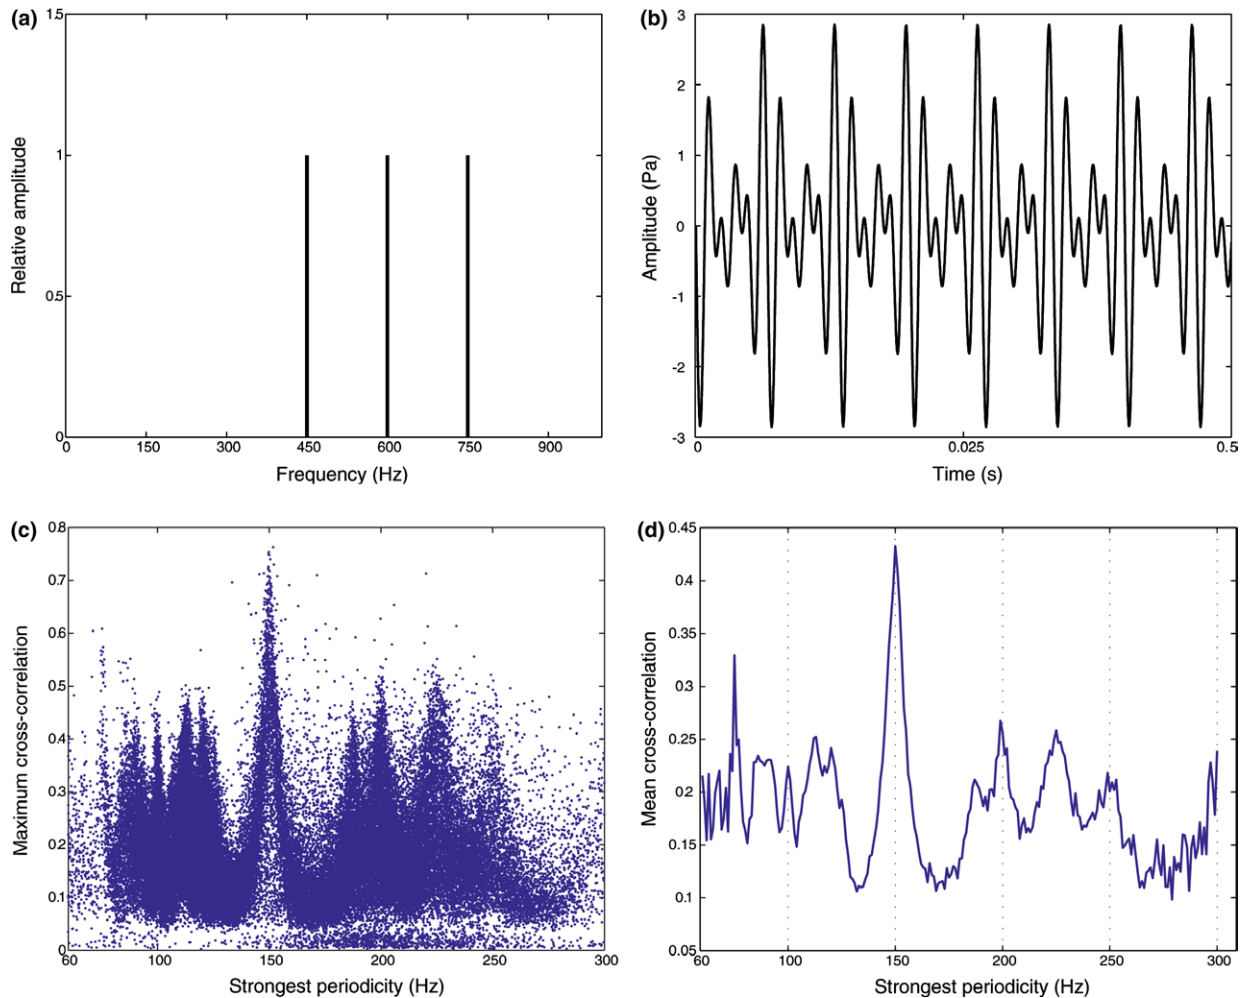 (a)
1.5
1
0.5
0
Relative amplitude
0 150 300 450 600 750 900
Frequency (Hz)
(b)
3
2
1
0
-1
-2
-3
Amplitude (Pa)
0 0.025 0.5
Time (s)
(c)
0.8
0.7
0.6
0.5
0.4
0.3
0.2
0.1
0
Maximum cross-correlation
60 100 150 200 250 300
Strongest periodicity (Hz)
(d)
0.45
0.4
0.35
0.3
0.25
0.2
0.15
0.1
0.05
Mean cross-correlation
60 100 150 200 250 300
Strongest periodicity (Hz)